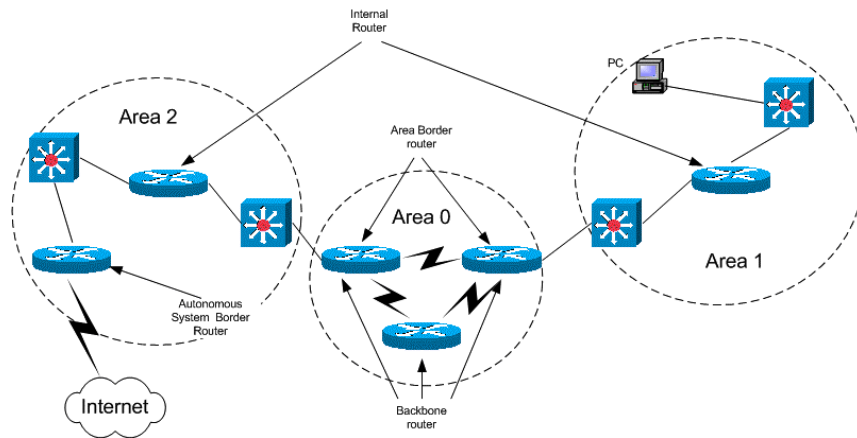 Internal
Router
PC
Area 2
Area Border
router
Area 0
Area 1
Autonomous
System Border
Router
Internet
Backbone
router